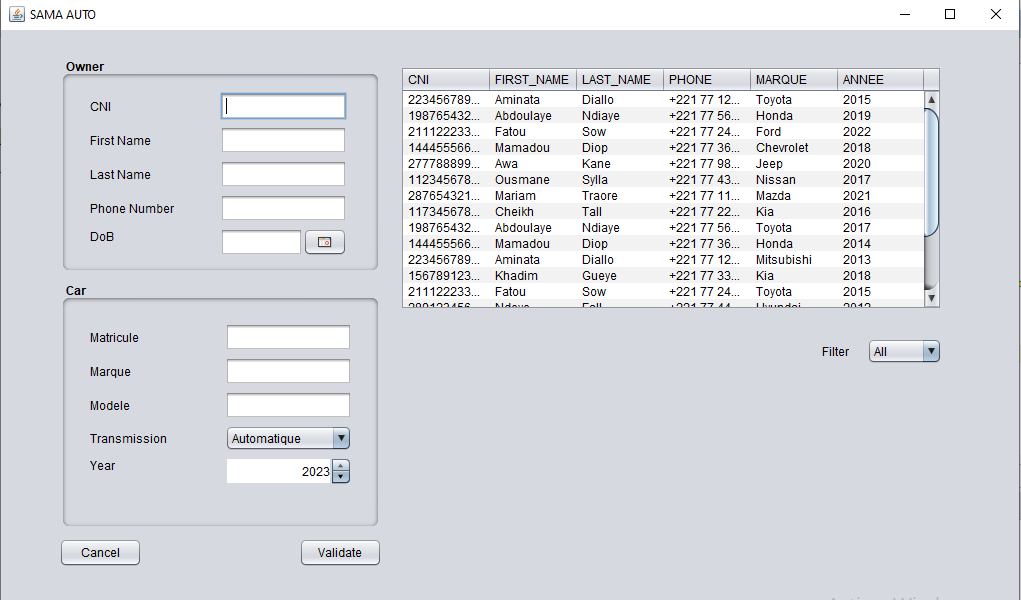 SAMA AUTO
Owner
CNI
First Name
Last Name
Phone Number
DoB
Car
Matricule
Marque
Modele
Transmission Automatique
Year 2023
Cancel Validate
CNI FIRST_NAME LAST_NAME PHONE MARQUE ANNEE
223456789... Aminata Diallo +221 77 12... Toyota 2015
198765432... Abdoulaye Ndiaye +221 77 56... Honda 2019
211122233... Fatou Sow +221 77 24... Ford 2022
144455566... Mamadou Diop +221 77 36... Chevrolet 2018
277788899... Awa Kane +221 77 98... Jeep 2020
112345678... Ousmane Sylla +221 77 43... Nissan 2017
287654321... Mariam Traore +221 77 11... Mazda 2021
117345678... Cheikh Tall +221 77 22... Kia 2016
198765432... Abdoulaye Ndiaye +221 77 56... Toyota 2017
144455566... Mamadou Diop +221 77 36... Honda 2014
223456789... Aminata Diallo +221 77 12... Mitsubishi 2013
156789123... Khadim Gueye +221 77 33... Kia 2018
211122233... Fatou Sow +221 77 24... Toyota 2015
Filter All